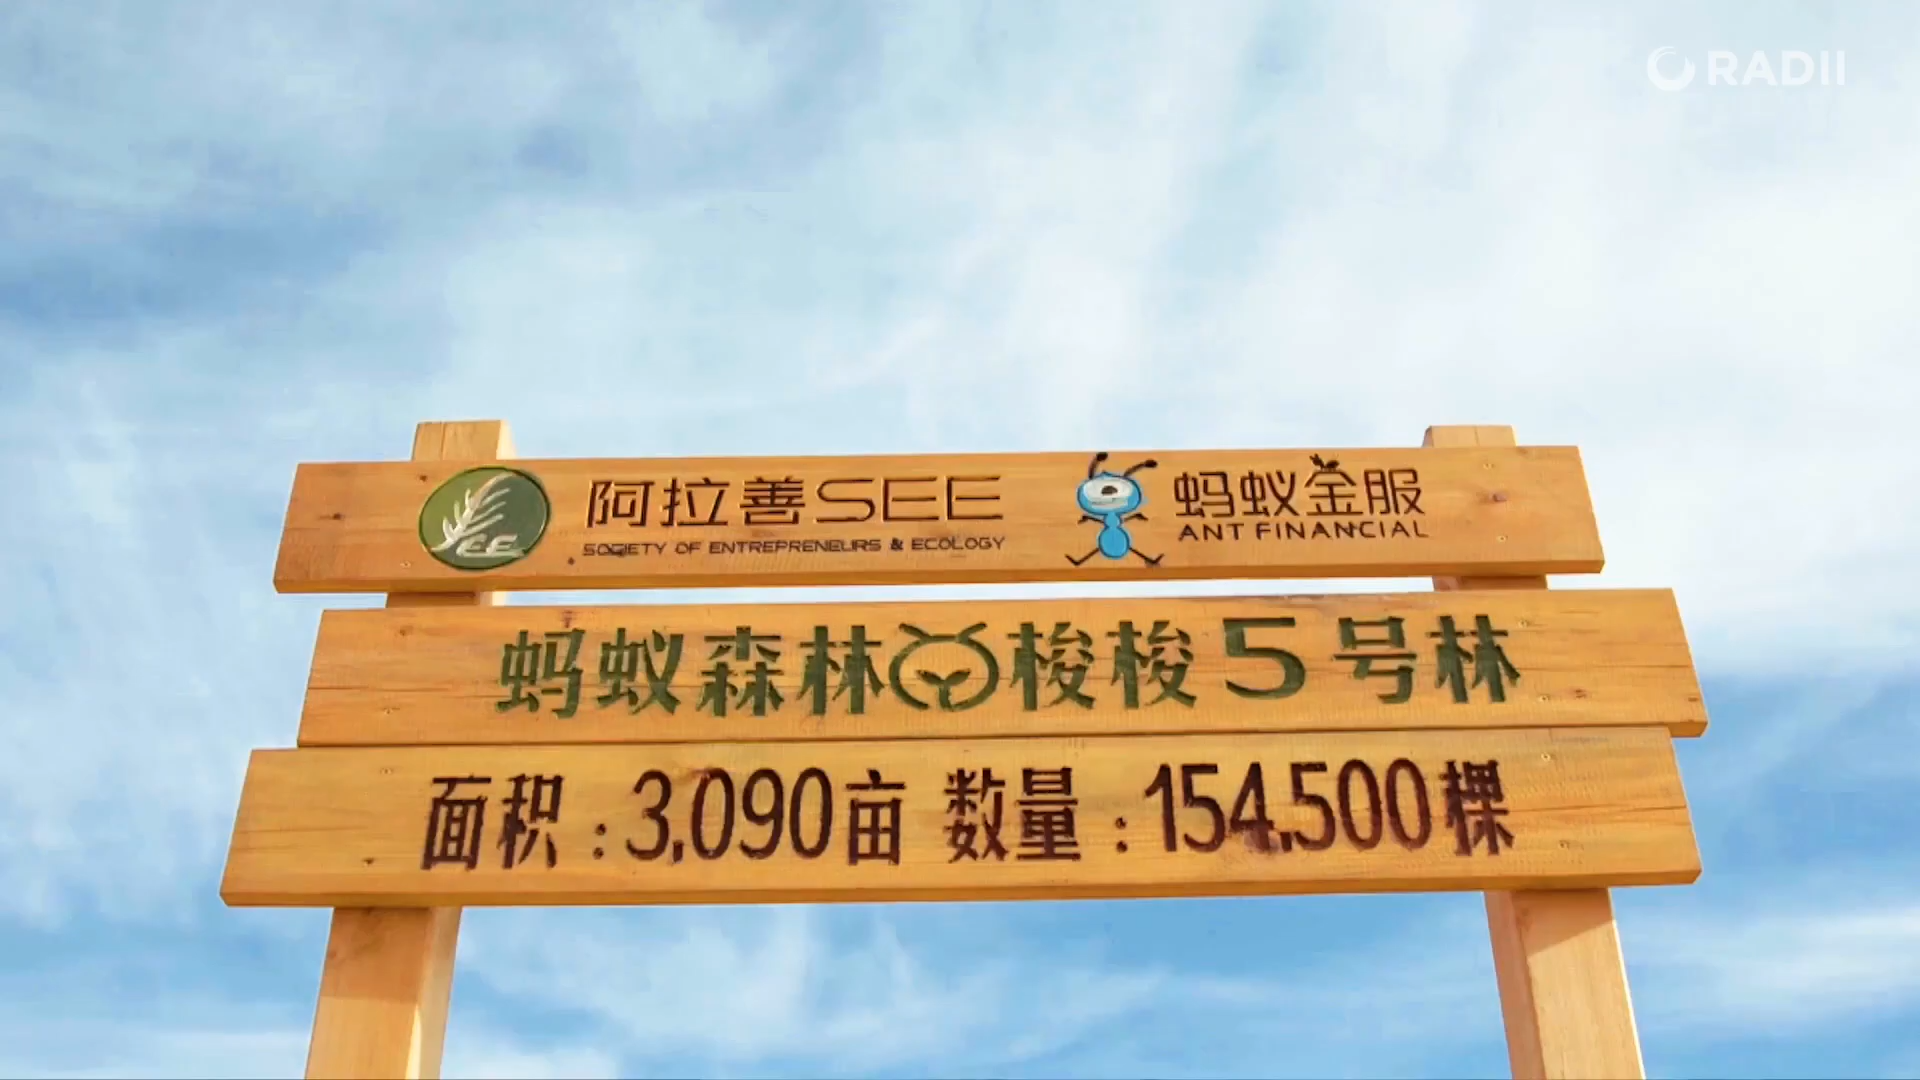 RADII
阿拉善SEE 蚂蚁金服
SEE SOCIETY OF ENTREPRENEURS & ECOLOGY ANT FINANCIAL
蚂蚁森林 梭梭5号林
面积:3,090亩 数量:154,500棵